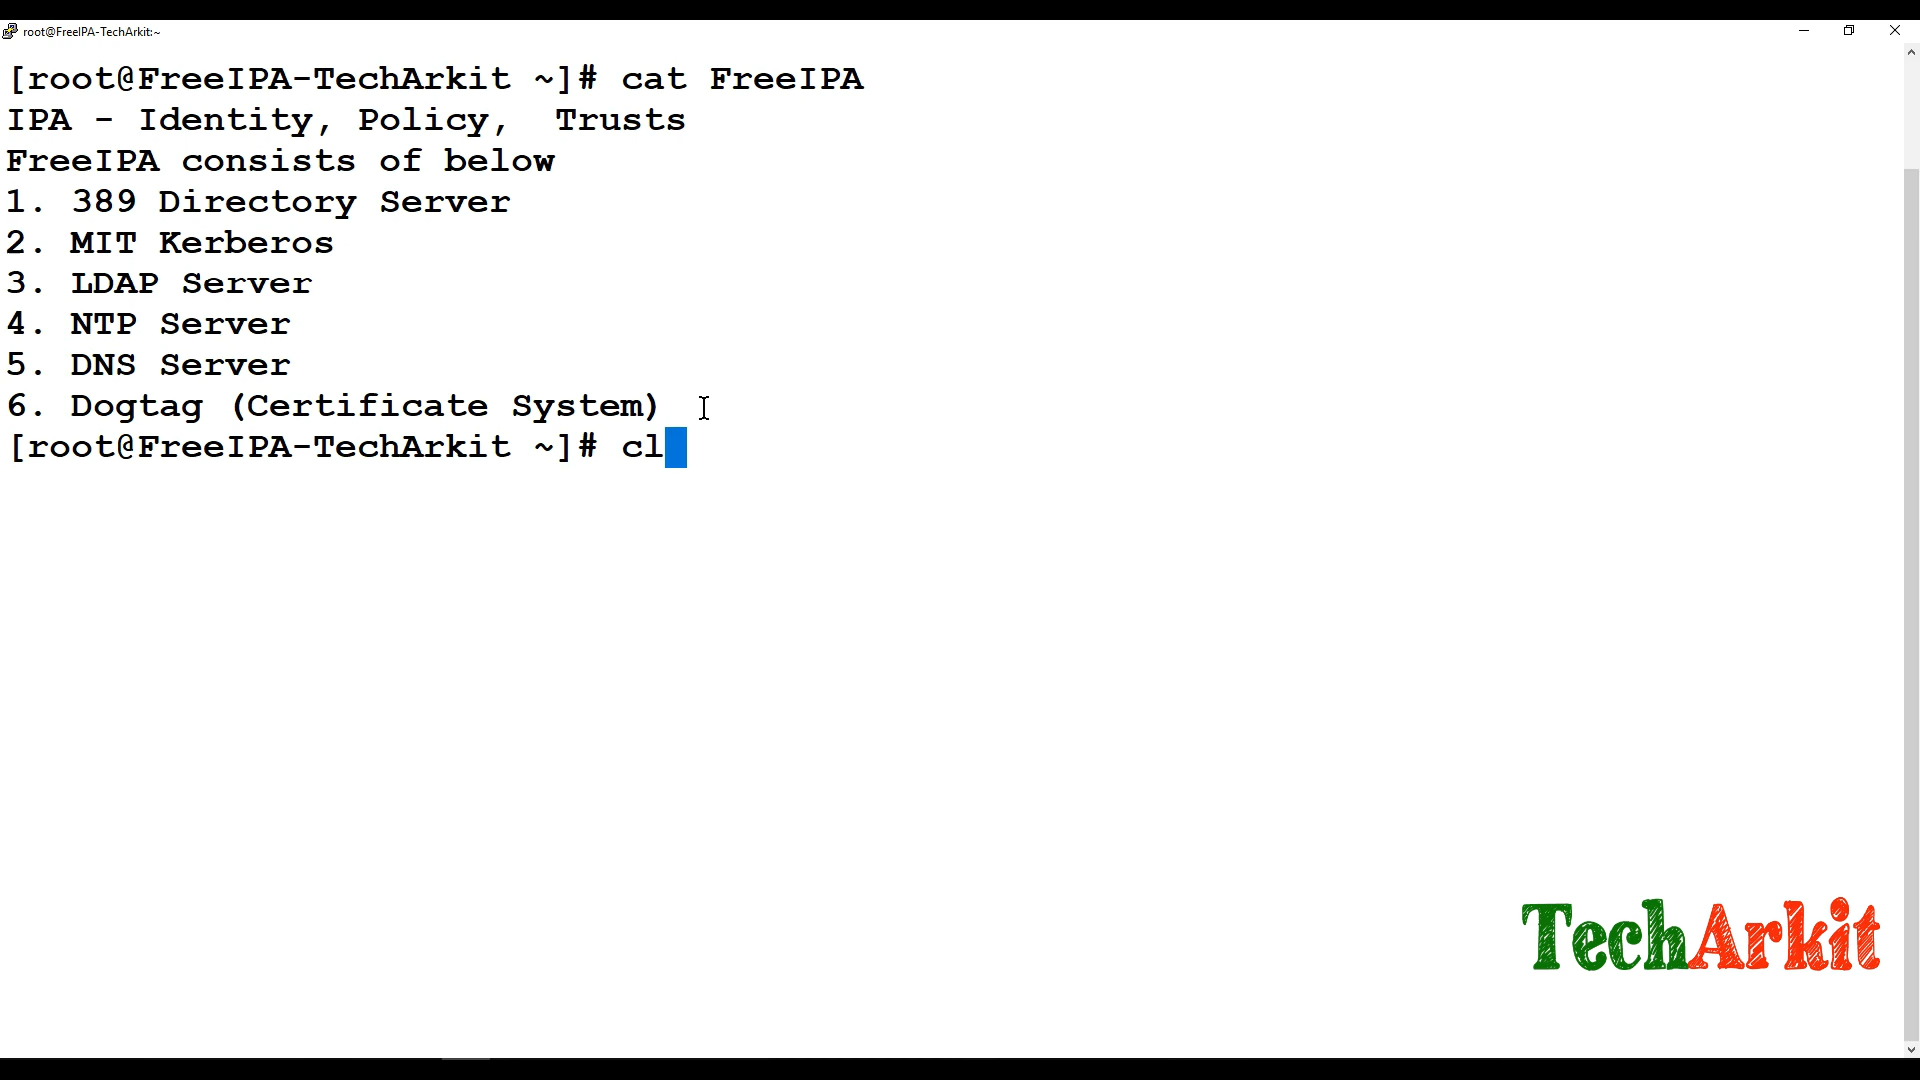 root@FreeIPA-TechArkit:~
[root@FreeIPA-TechArkit ~]# cat FreeIPA
IPA - Identity, Policy,  Trusts
FreeIPA consists of below
1. 389 Directory Server
2. MIT Kerberos
3. LDAP Server
4. NTP Server
5. DNS Server
6. Dogtag (Certificate System)
[root@FreeIPA-TechArkit ~]# cl
TechArkit